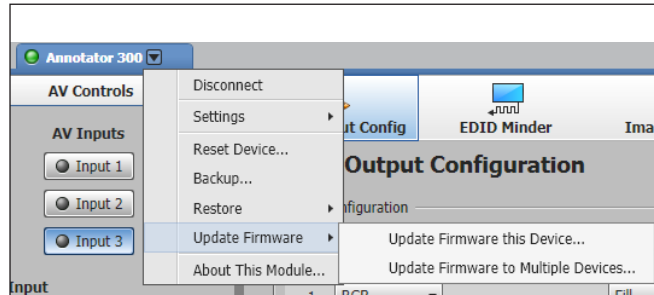 Annotator 300
AV Controls
AV Inputs
Input 1
Input 2
Input 3
Input
Disconnect
Settings
Reset Device...
Backup...
Restore
Update Firmware
About This Module...
Update Firmware this Device...
Update Firmware to Multiple Devices...
Config
EDID Minder
Output Configuration
1
RGB
Fill